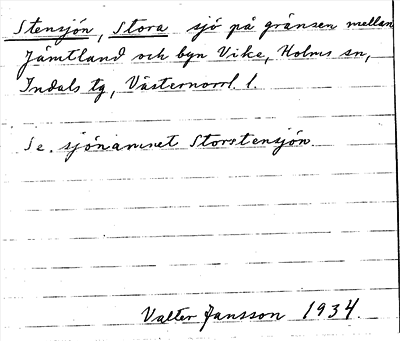 Stensjön, Stora sjö på gränsen mellan
Jämtland och byn Vike, Holms sn,
Indals tg, Västernorrl. l.
Se. sjönamnet Storstensjön.
Valter Jansson 1934.